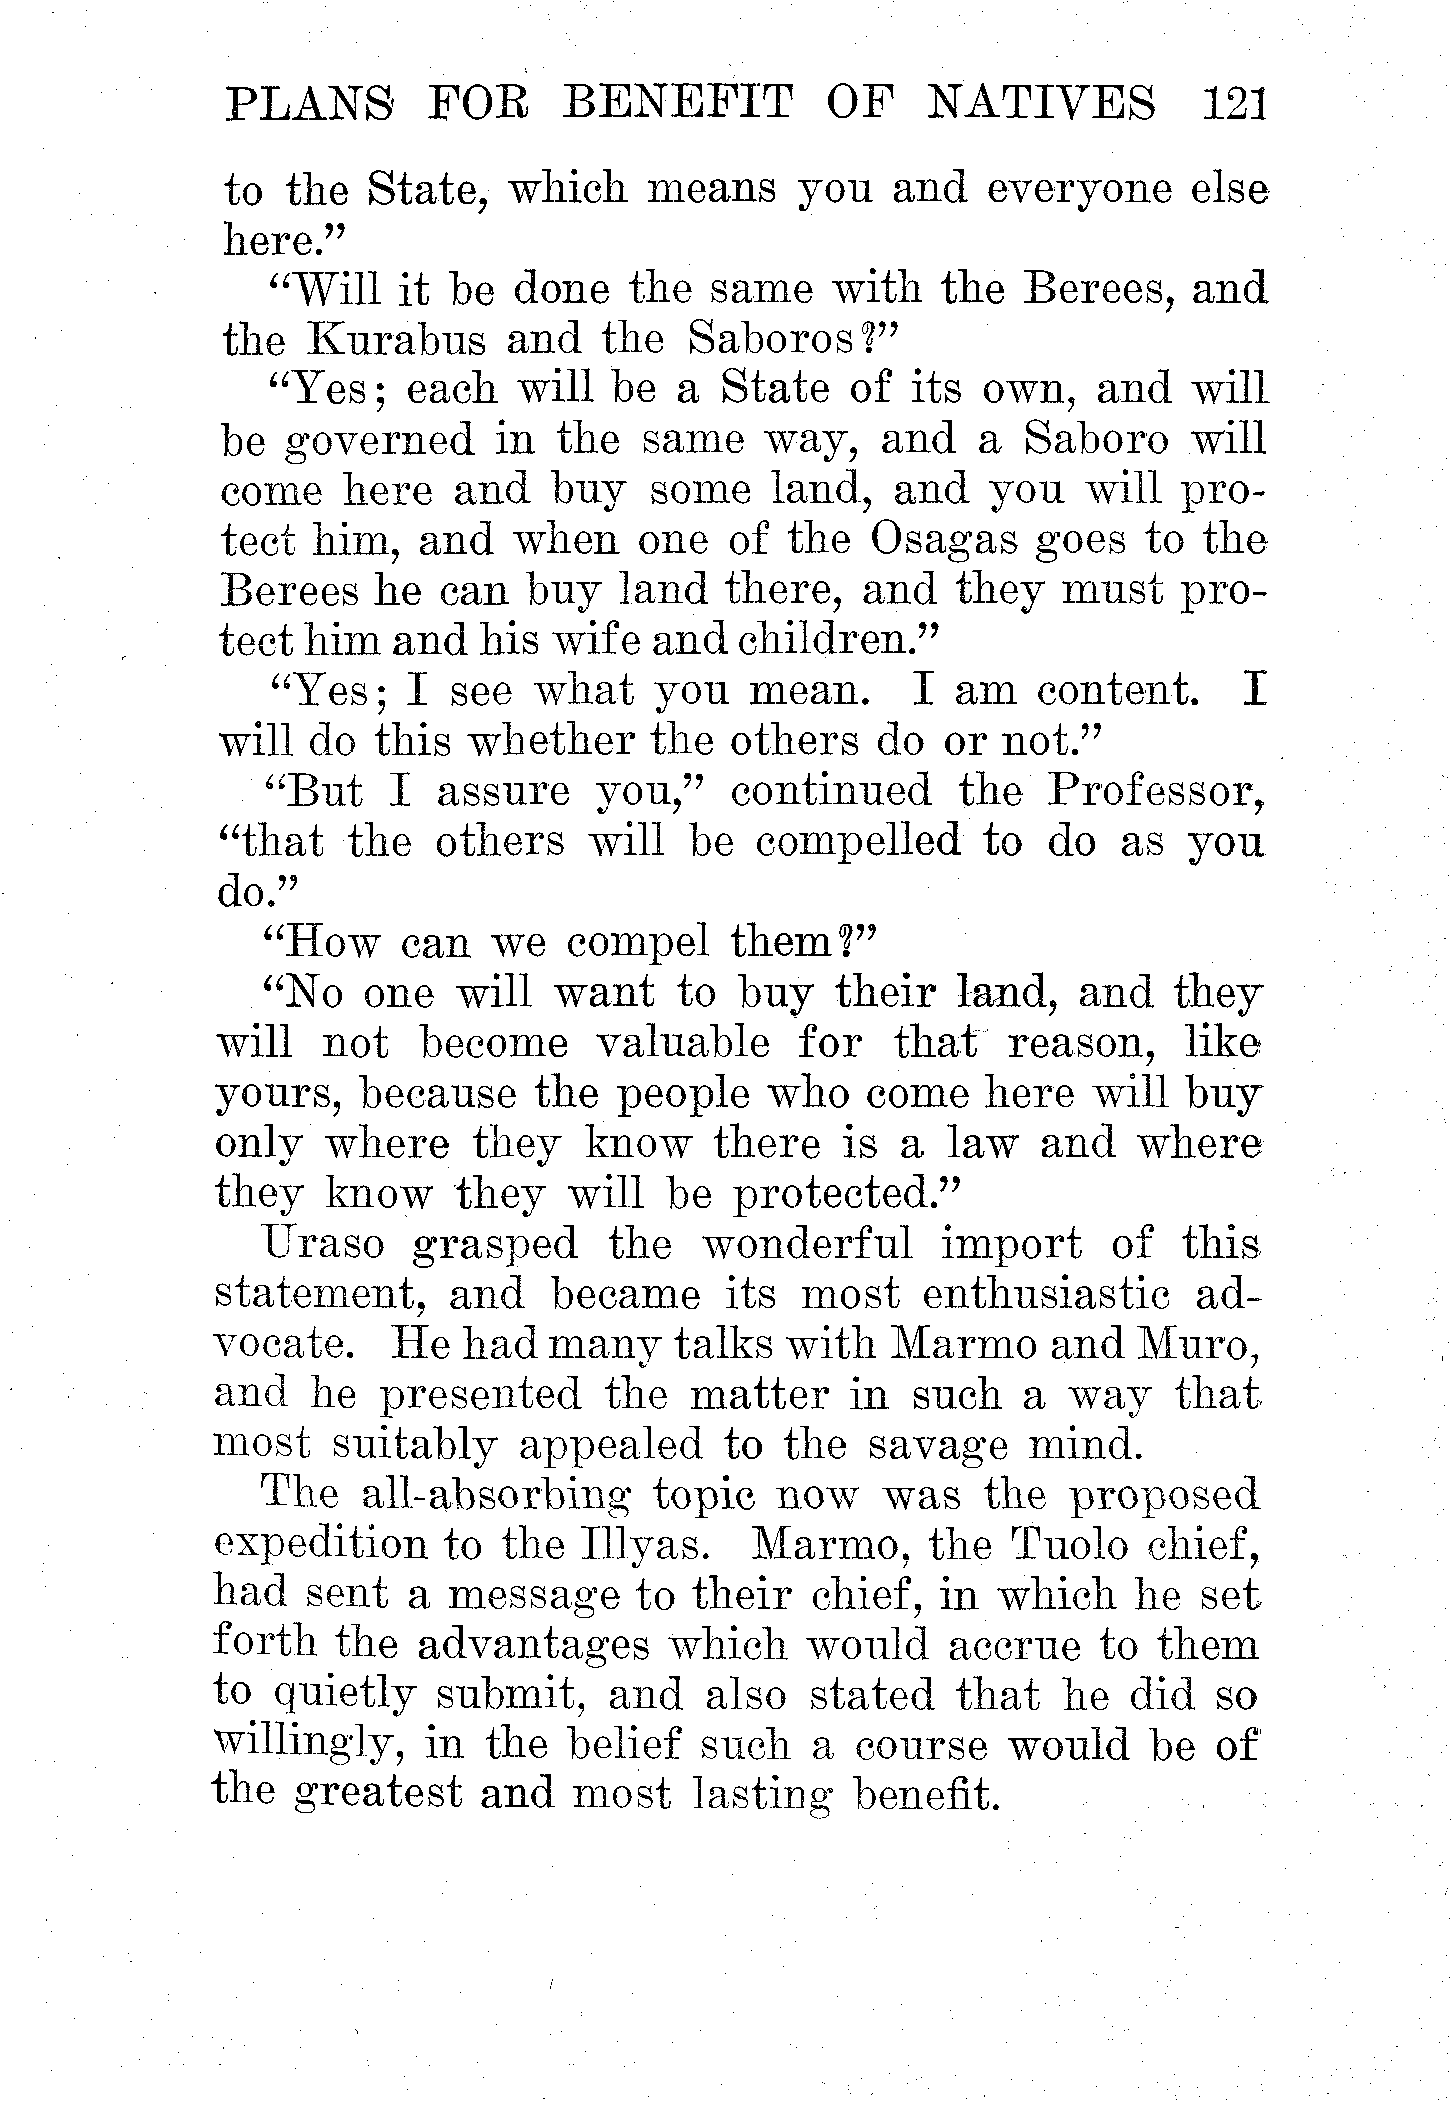 PLANS FOR BENEFIT OF NATIVES 121
to the State, which means you and everyone else
here."
"Will it be done the same with the Berees, and
the Kurabus and the Saboros?"
"Yes; each will be a State of its own, and will
be governed in the same way, and a Saboro will
come here and buy some land, and you will pro-
tect him, and when one of the Osagas goes to the
Berees he can buy land there, and they must pro-
tect him and his wife and children."
"Yes; I see what you mean. I am content. I
will do this whether the others do or not."
"But I assure you," continued the Professor,
"that the others will be compelled to do as you
do."
"How can we compel them?"
"No one will want to buy their land, and they
will not become valuable for that reason, like
yours, because the people who come here will buy
only where they know there is a law and where
they know they will be protected."
Uraso grasped the wonderful import of this
statement, and became its most enthusiastic ad-
vocate. He had many talks with Marmo and Muro,
and he presented the matter in such a way that
most suitably appealed to the savage mind.
The all-absorbing topic now was the proposed
expedition to the Illyas. Marmo, the Tuolo chief,
had sent a message to their chief, in which he set
forth the advantages which would accrue to them
to quietly submit, and also stated that he did so
willingly, in the belief such a course would be of
the greatest and most lasting benefit.